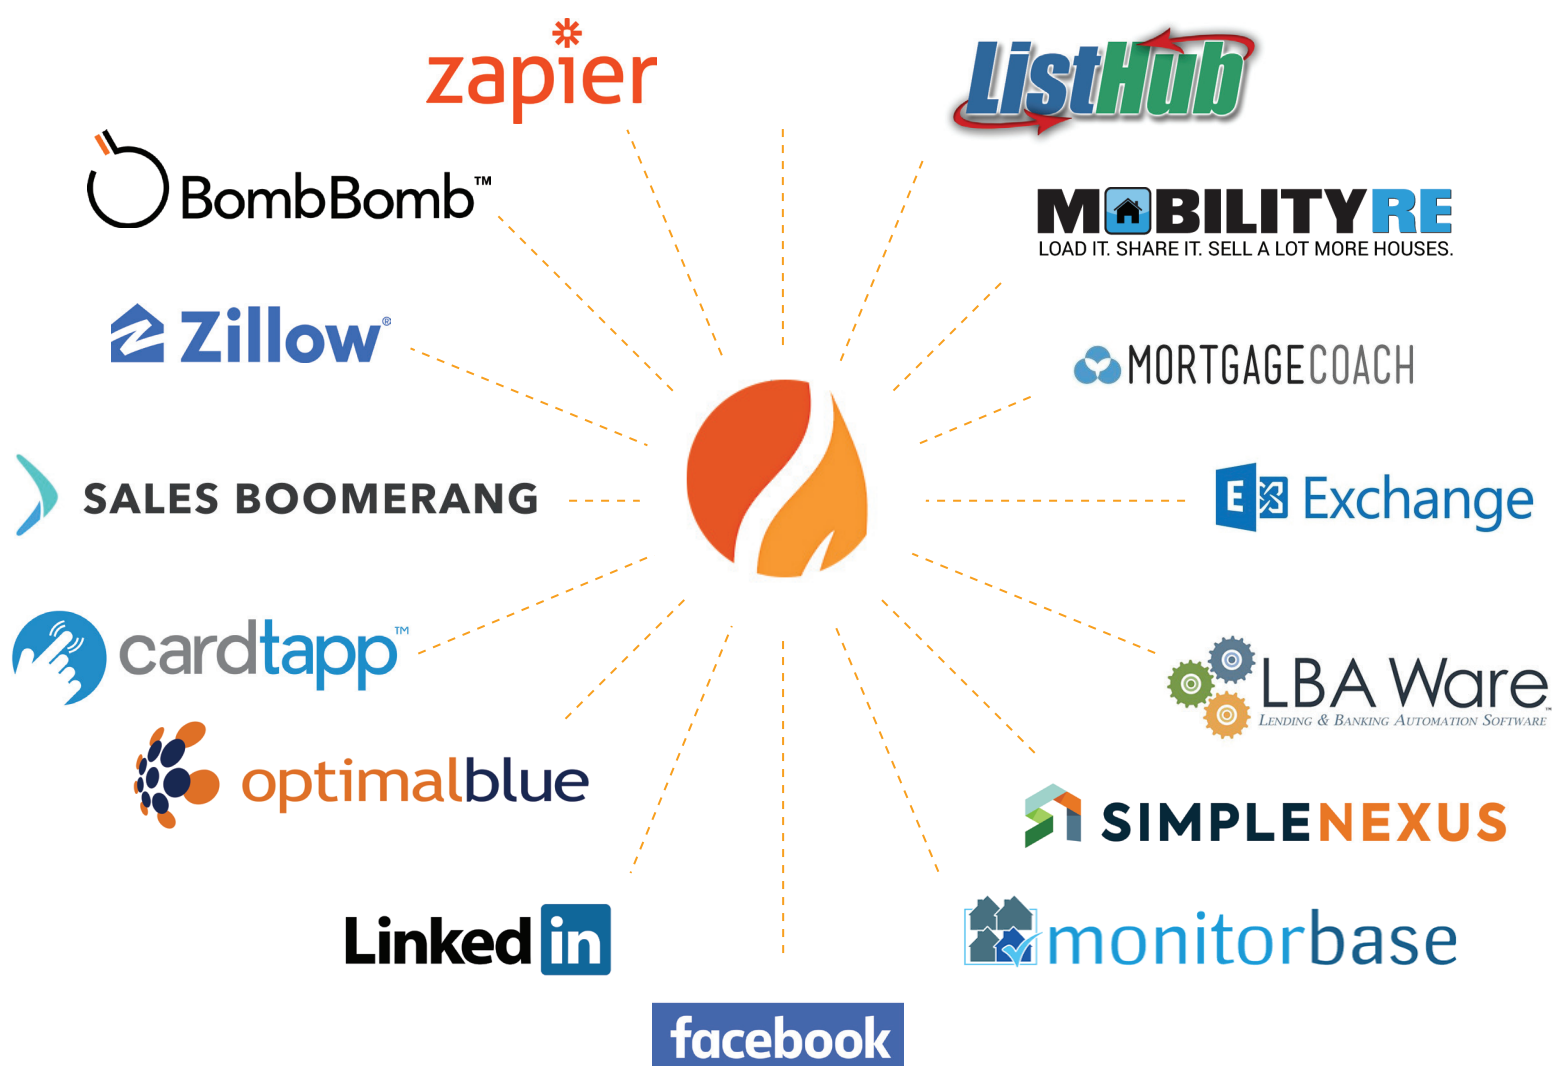 zapier
ListHub
BombBomb™
MOBILITYRE
LOAD IT. SHARE IT. SELL A LOT MORE HOUSES.
Zillow®
MORTGAGECOACH
SALES BOOMERANG
E Exchange
cardtapp™
LBA Ware™
LENDING & BANKING AUTOMATION SOFTWARE
optimalblue
SIMPLENEXUS
Linked in
monitorbase
facebook